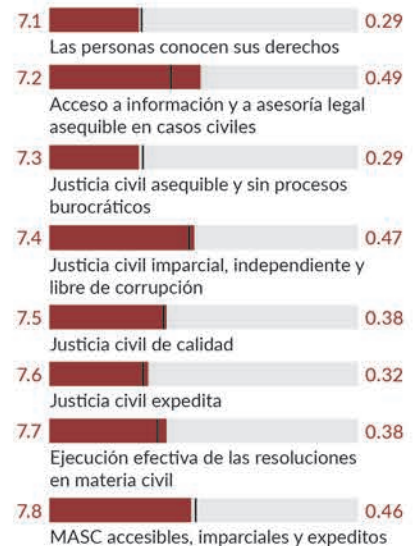 7.1 0.29
Las personas conocen sus derechos
7.2 0.49
Acceso a información y a asesoría legal
asequible en casos civiles
7.3 0.29
Justicia civil asequible y sin procesos
burocráticos
7.4 0.47
Justicia civil imparcial, independiente y
libre de corrupción
7.5 0.38
Justicia civil de calidad
7.6 0.32
Justicia civil expedita
7.7 0.38
Ejecución efectiva de las resoluciones
en materia civil
7.8 0.46
MASC accesibles, imparciales y expeditos